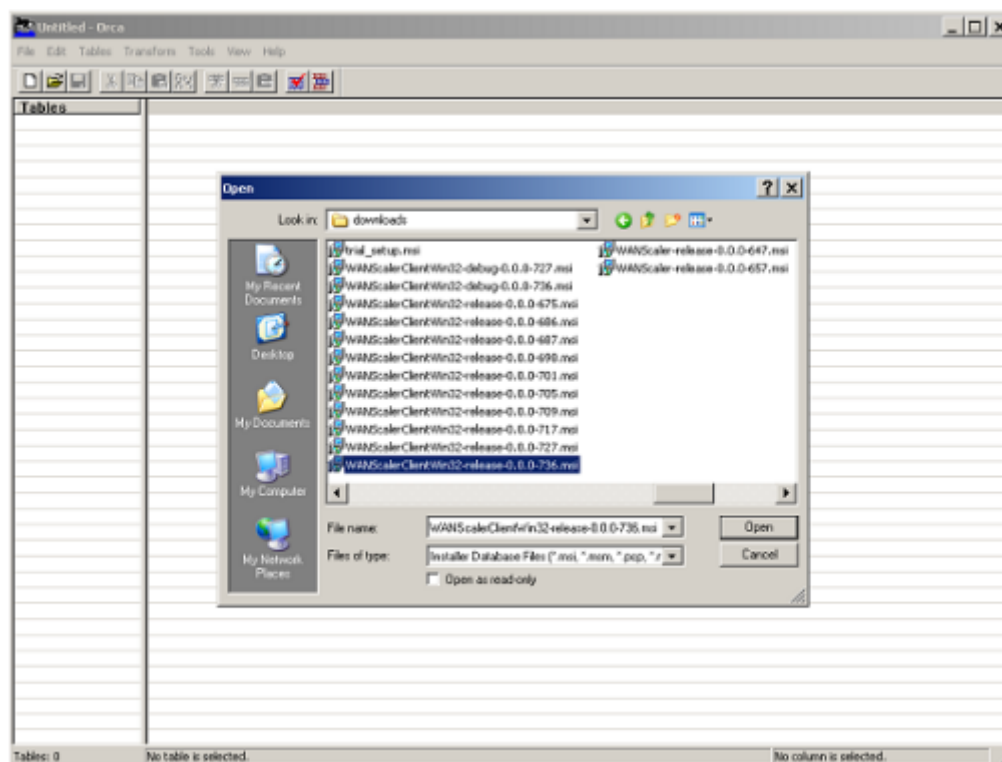 Untitled - Orca
File Edit Tables Transform Tools View Help
Tables
Open
Look in: downloads
My Recent Documents
Desktop
My Documents
My Computer
My Network Places
trial_setup.msi
WANScalerClientWin32-debug-0.0.0-727.msi
WANScalerClientWin32-debug-0.0.0-736.msi
WANScalerClientWin32-release-0.0.0-675.msi
WANScalerClientWin32-release-0.0.0-686.msi
WANScalerClientWin32-release-0.0.0-687.msi
WANScalerClientWin32-release-0.0.0-698.msi
WANScalerClientWin32-release-0.0.0-701.msi
WANScalerClientWin32-release-0.0.0-705.msi
WANScalerClientWin32-release-0.0.0-709.msi
WANScalerClientWin32-release-0.0.0-717.msi
WANScalerClientWin32-release-0.0.0-727.msi
WANScalerClientWin32-release-0.0.0-736.msi
WANScaler-release-0.0.0-647.msi
WANScaler-release-0.0.0-657.msi
File name: WANScalerClientWin32-release-0.0.0-736.msi Open
Files of type: Installer Database Files (*.msi, *.msm, *.pcp, *.r Cancel
Open as read-only
Tables: 0 No table is selected. No column is selected.